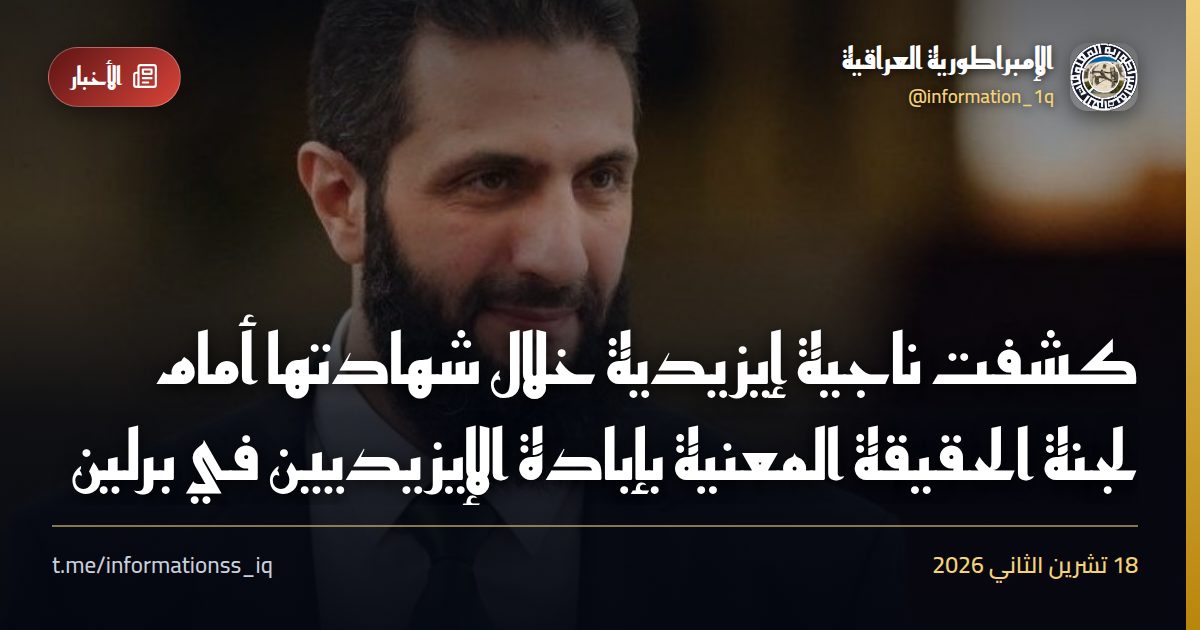 الإمبراطورية العراقية
@information_1q
الأخبار
كشفت ناجية إيزيدية خلال شهادتها أمام
لجنة الحقيقة المعنية بإبادة الإيزيديين في برلين
18 تشرين الثاني 2026
t.me/informationss_iq